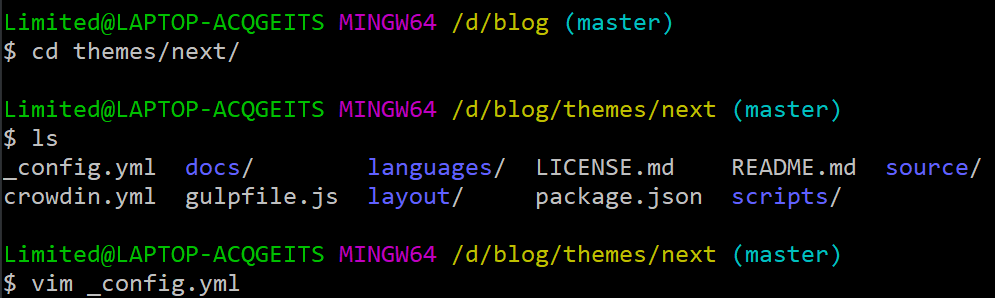 Limited@LAPTOP-ACQGEITS MINGW64 /d/blog (master)
$ cd themes/next/
Limited@LAPTOP-ACQGEITS MINGW64 /d/blog/themes/next (master)
$ ls
_config.yml  docs/        languages/  LICENSE.md    README.md  source/
crowdin.yml  gulpfile.js  layout/     package.json  scripts/
Limited@LAPTOP-ACQGEITS MINGW64 /d/blog/themes/next (master)
$ vim _config.yml